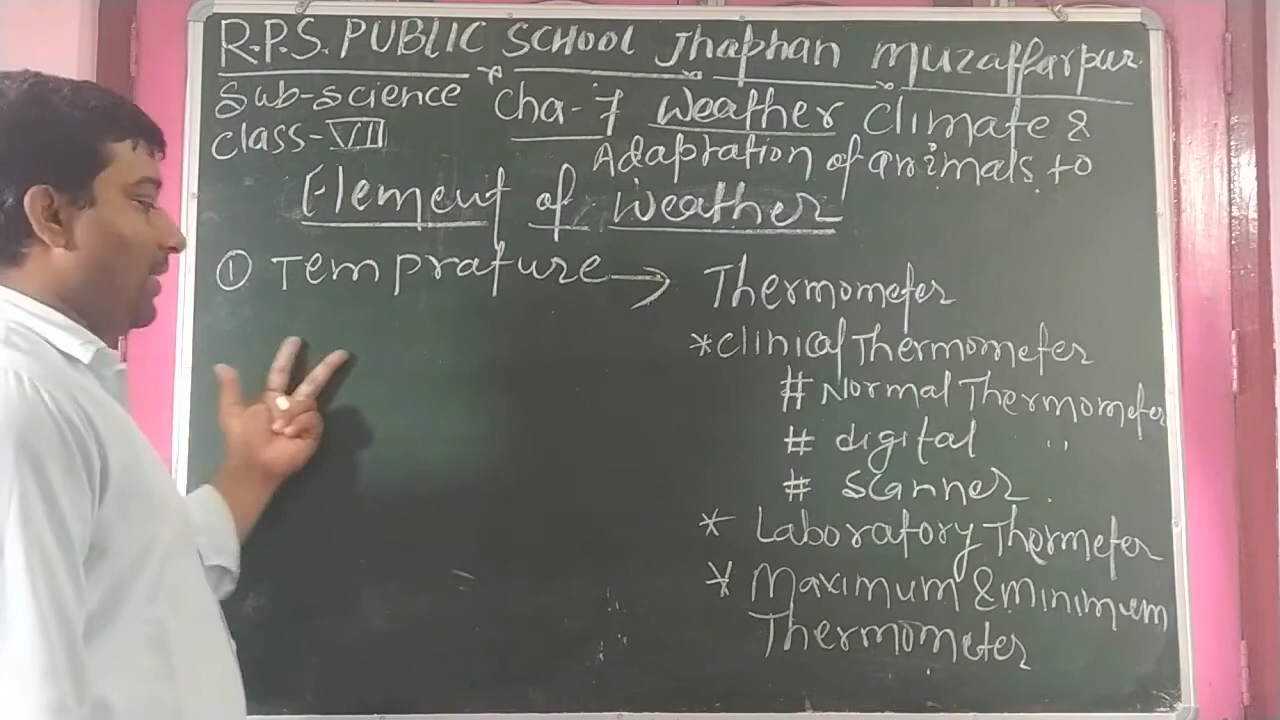 R.P.S. PUBLIC SCHOOL Jhaphan Muzaffarpur.
Sub-science Cha-7 Weather Climate &
Class-VII Adaptation of animals to
Element of Weather
① Temprature → Thermometer
*Clinical Thermometer
# Normal Thermometer
# digital "
# Scanner.
* Laboratory Thermeter
* Maximum & minimum
Thermometer